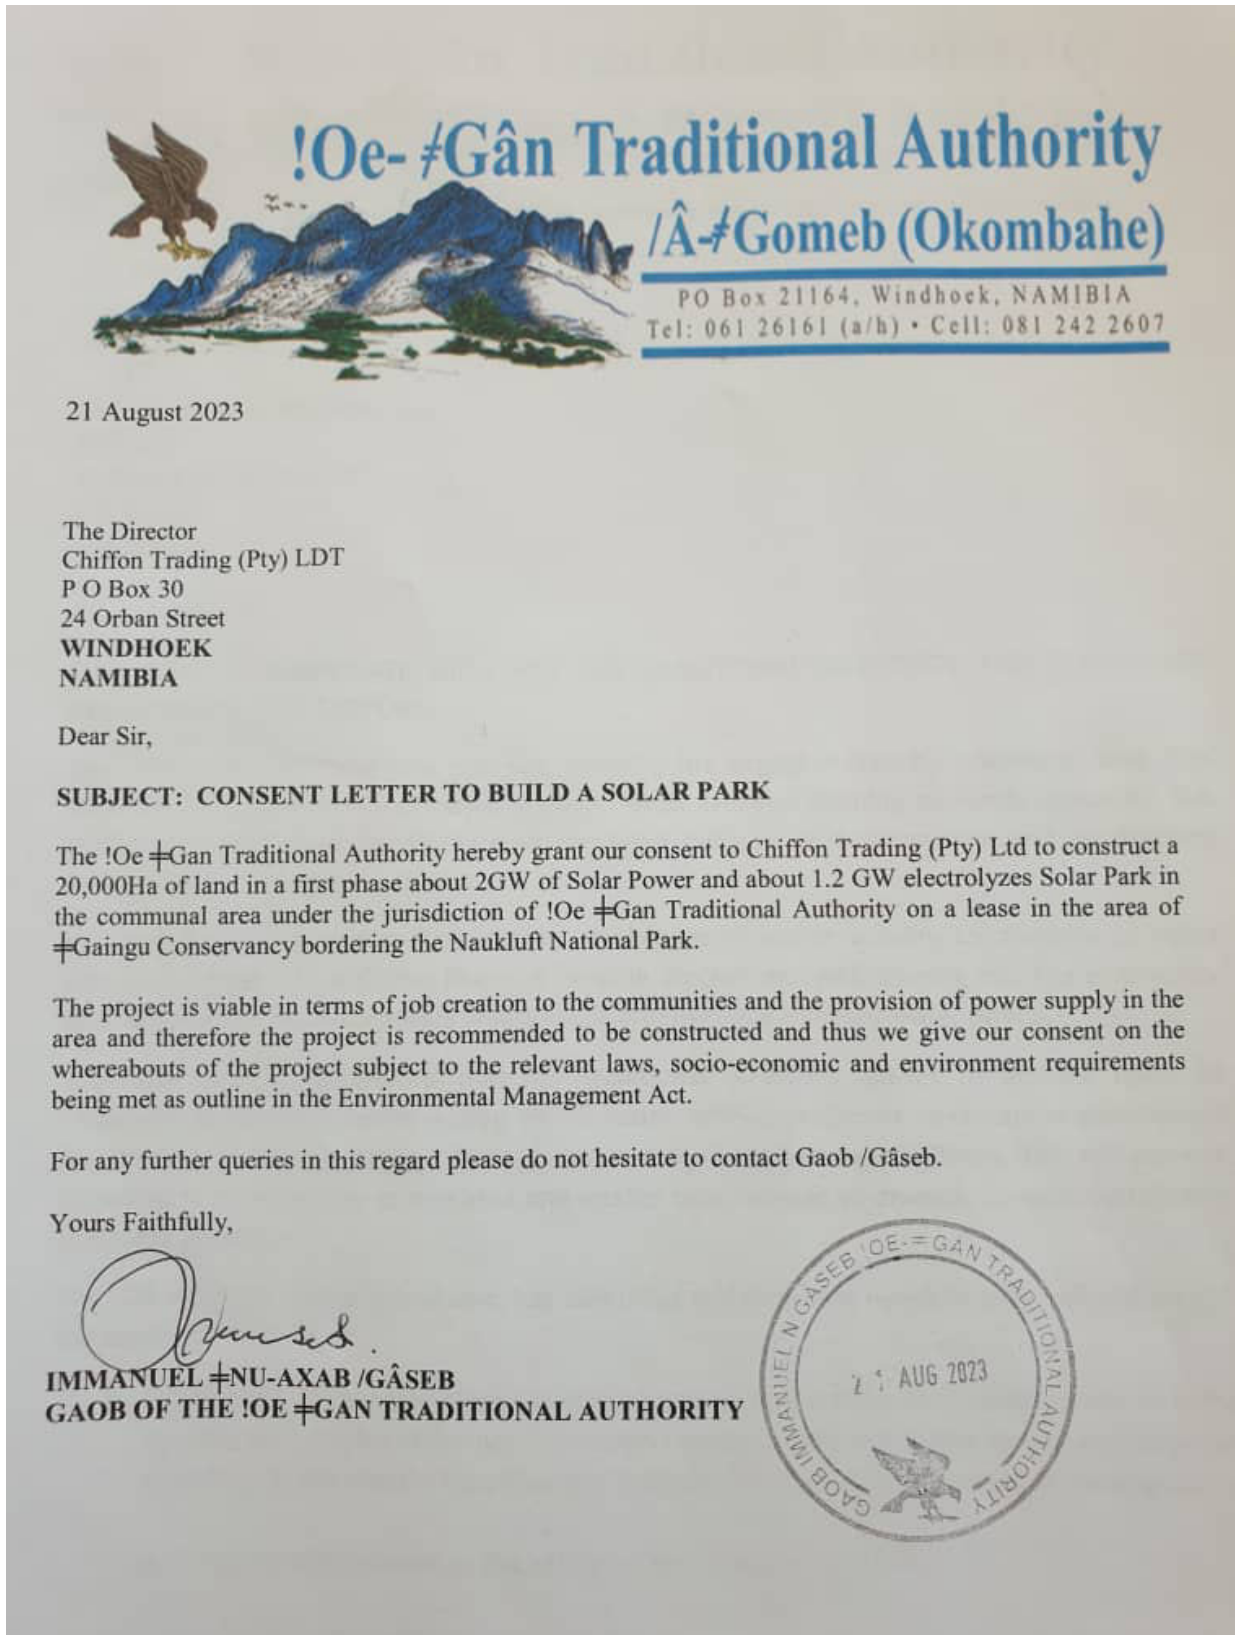 !Oe- ǂGân Traditional Authority
/Â-ǂGomeb (Okombahe)
PO Box 21164, Windhoek, NAMIBIA
Tel: 061 26161 (a/h) • Cell: 081 242 2607
21 August 2023
The Director
Chiffon Trading (Pty) LDT
P O Box 30
24 Orban Street
WINDHOEK
NAMIBIA
Dear Sir,
SUBJECT: CONSENT LETTER TO BUILD A SOLAR PARK
The !Oe ǂGan Traditional Authority hereby grant our consent to Chiffon Trading (Pty) Ltd to construct a
20,000Ha of land in a first phase about 2GW of Solar Power and about 1.2 GW electrolyzes Solar Park in
the communal area under the jurisdiction of !Oe ǂGan Traditional Authority on a lease in the area of
ǂGaingu Conservancy bordering the Naukluft National Park.
The project is viable in terms of job creation to the communities and the provision of power supply in the
area and therefore the project is recommended to be constructed and thus we give our consent on the
whereabouts of the project subject to the relevant laws, socio-economic and environment requirements
being met as outline in the Environmental Management Act.
For any further queries in this regard please do not hesitate to contact Gaob /Gâseb.
Yours Faithfully,
IMMANUEL ǂNU-AXAB /GÂSEB
GAOB OF THE !OE ǂGAN TRADITIONAL AUTHORITY
GAOB IMMANUEL N GASEB !OE-=GAN TRADITIONAL AUTHORITY
21 AUG 2023